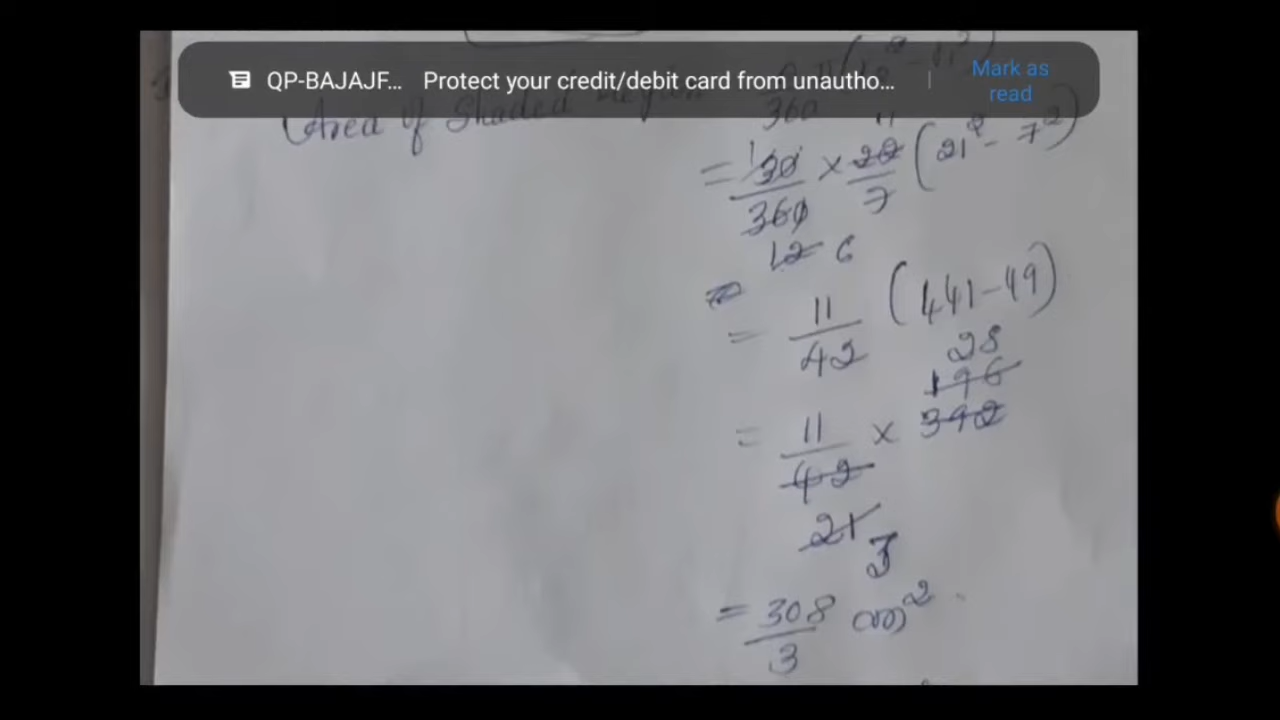 QP-BAJAJF... Protect your credit/debit card from unautho... Mark as read
(Area of Shaded
360
= 30/360 × 22/7 (21² - 7²)
1 11
12 6
= 11/42 (441-49)
28
196
= 11/42 × 392
21 3
= 308/3 cm²